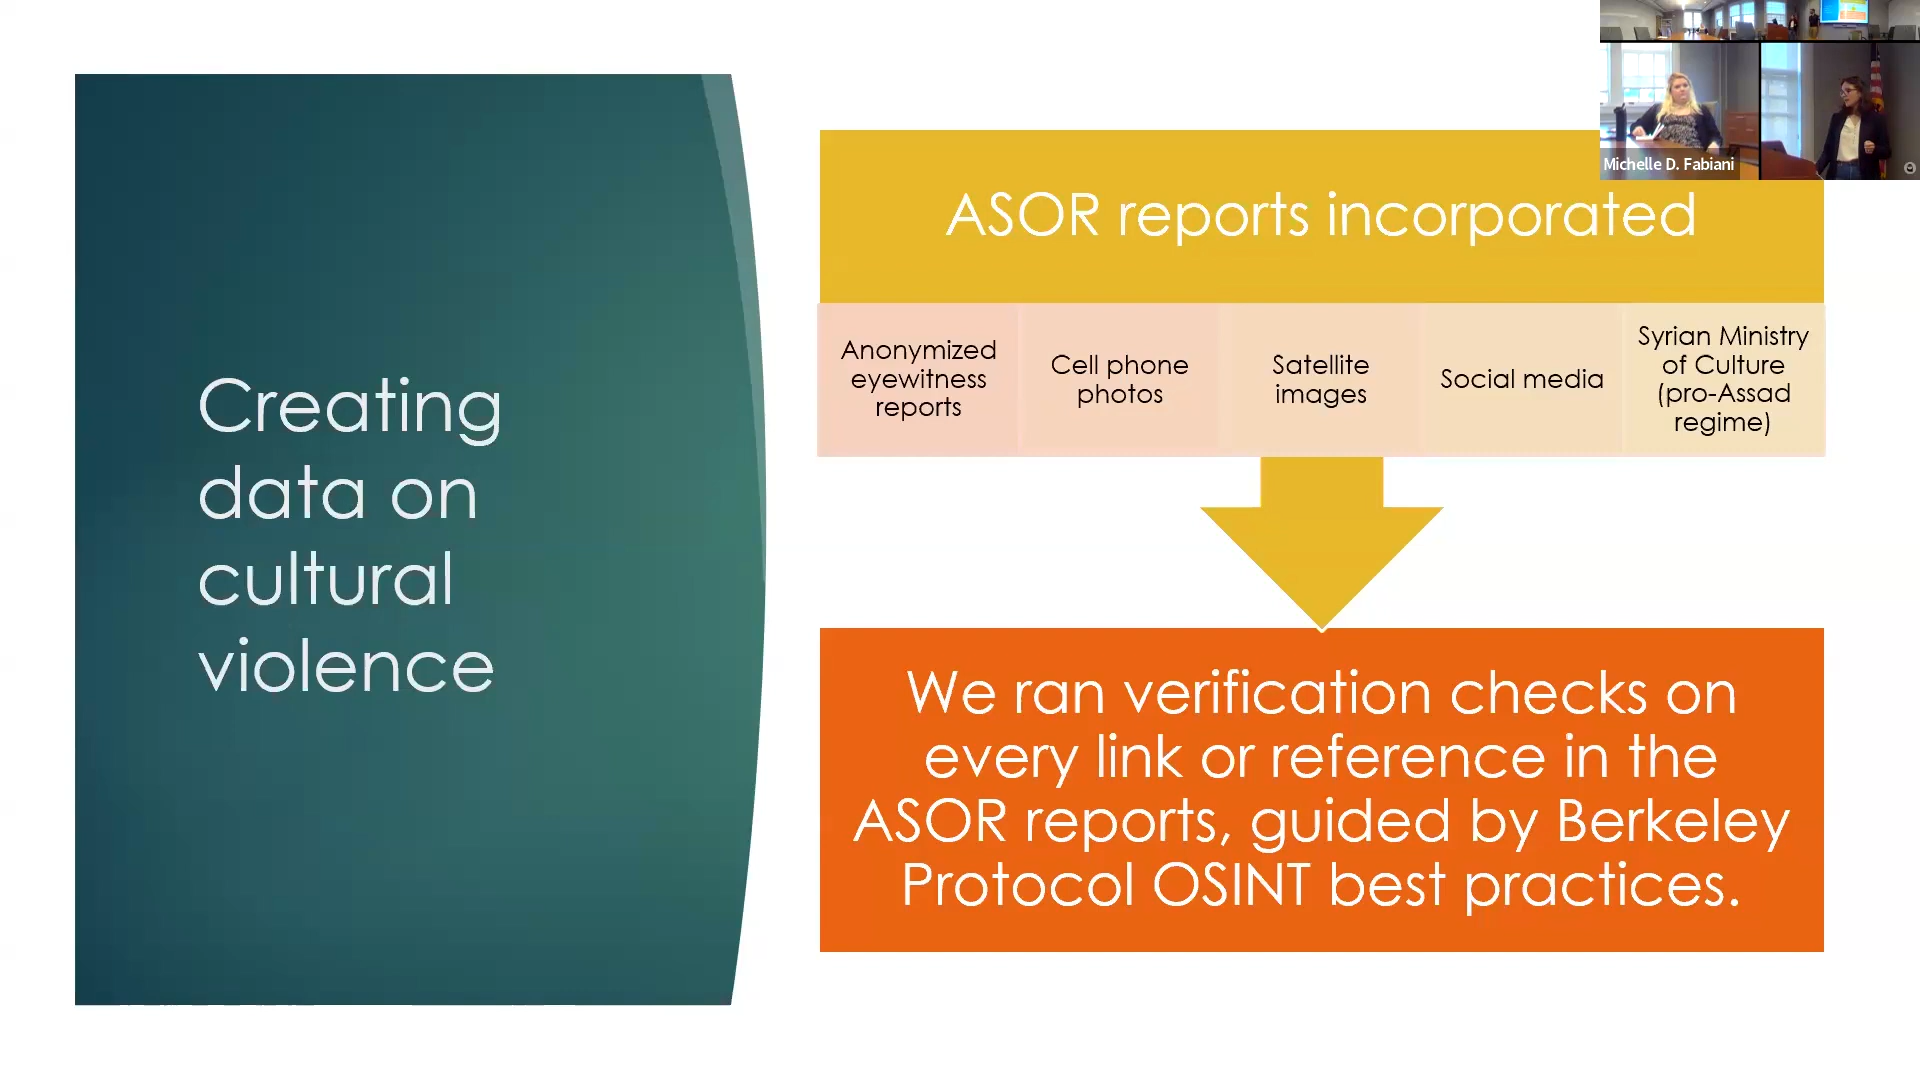 Creating
data on
cultural
violence
ASOR reports incorporated
Anonymized
eyewitness
reports
Cell phone
photos
Satellite
images
Social media
Syrian Ministry
of Culture
(pro-Assad
regime)
We ran verification checks on
every link or reference in the
ASOR reports, guided by Berkeley
Protocol OSINT best practices.
Michelle D. Fabiani